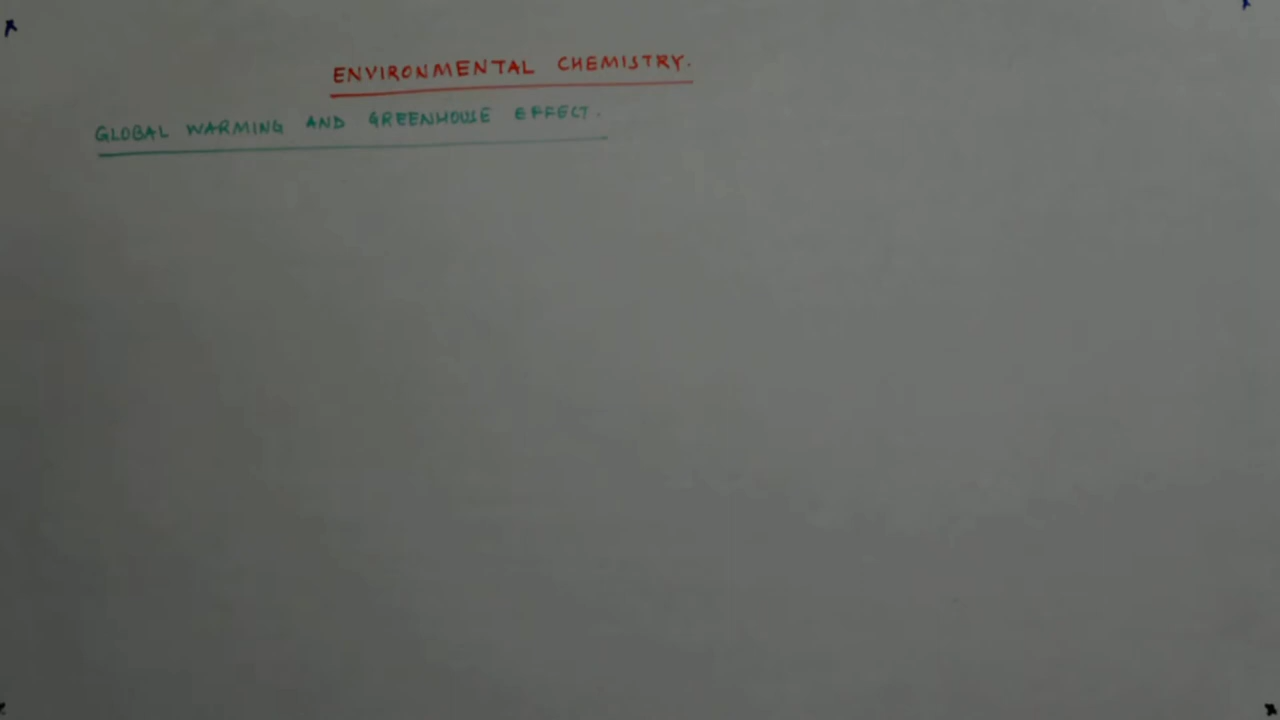 ENVIRONMENTAL CHEMISTRY.
GLOBAL WARMING AND GREENHOUSE EFFECT.